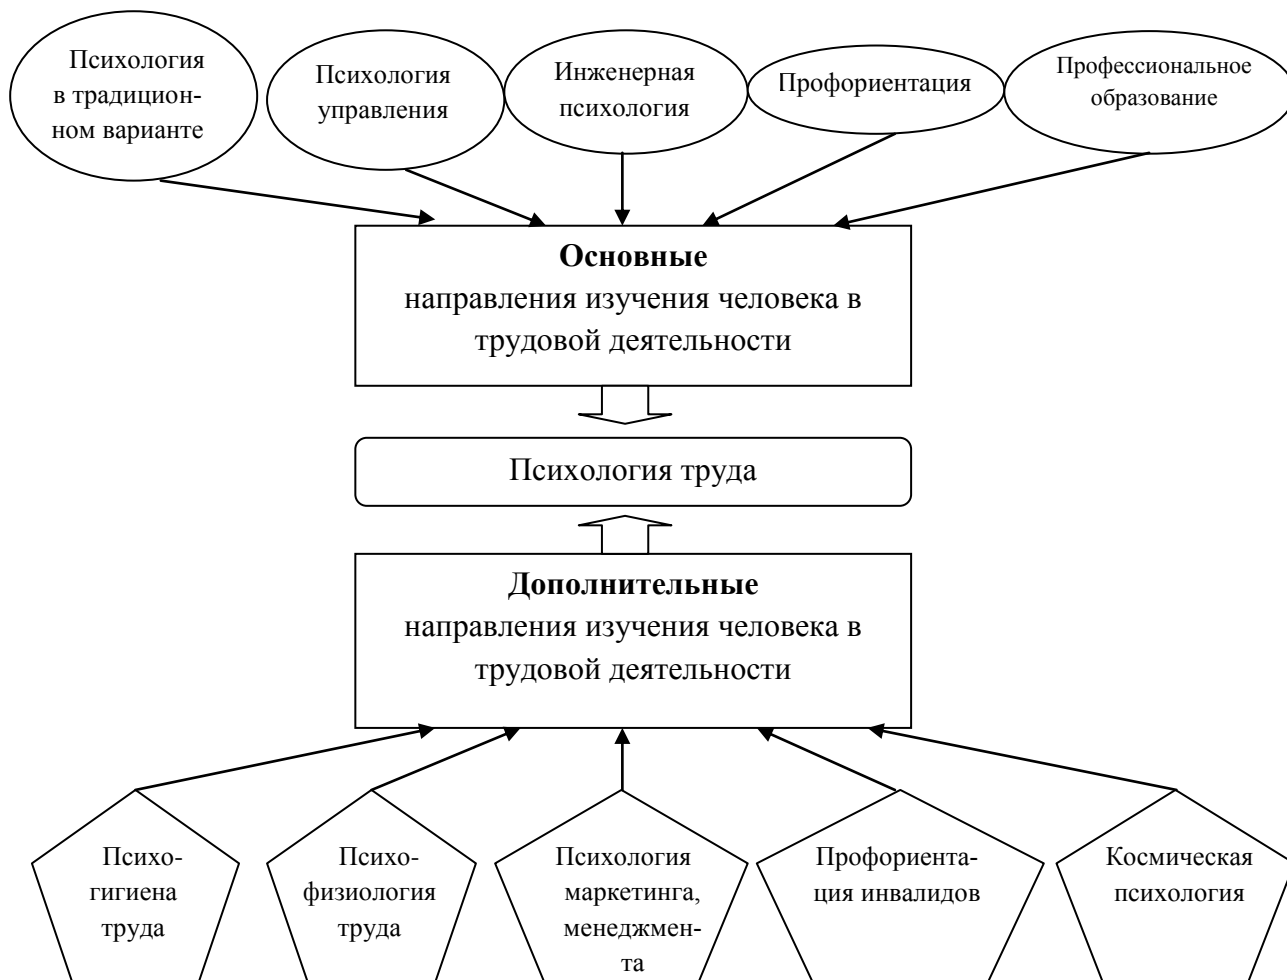 Психология
в традицион-
ном варианте
Психология
управления
Инженерная
психология
Профориентация
Профессиональное
образование
Основные
направления изучения человека в
трудовой деятельности
Психология труда
Дополнительные
направления изучения человека в
трудовой деятельности
Психо-
гигиена
труда
Психо-
физиология
труда
Психология
маркетинга,
менеджмен-
та
Профориента-
ция инвалидов
Космическая
психология